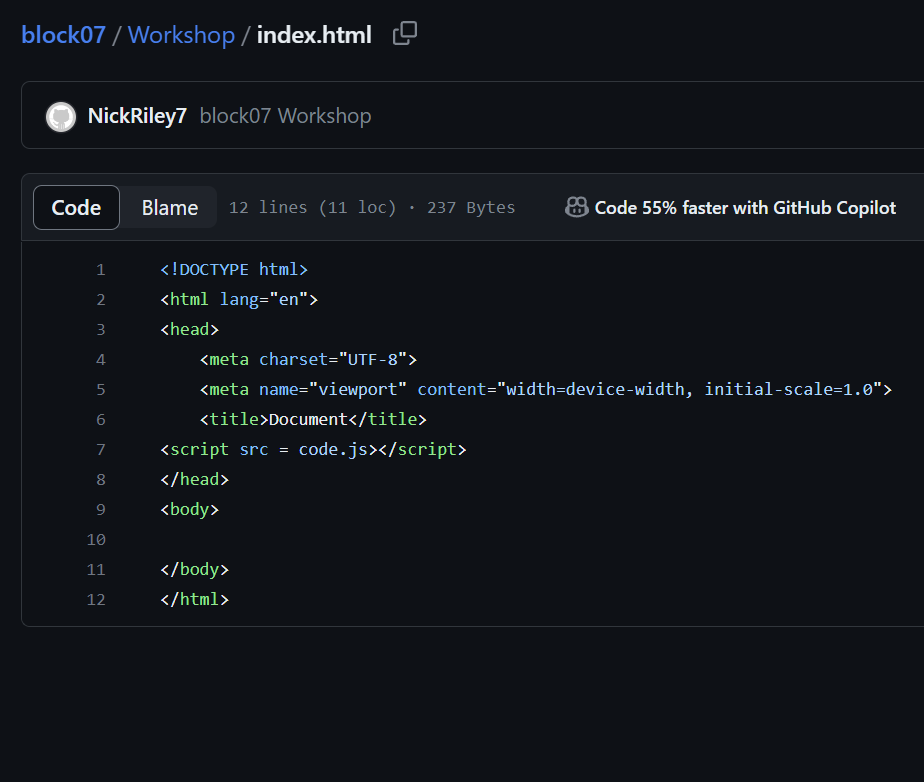 block07 / Workshop / index.html
NickRiley7 block07 Workshop
Code Blame 12 lines (11 loc) · 237 Bytes Code 55% faster with GitHub Copilot
1 <!DOCTYPE html>
2 <html lang="en">
3 <head>
4     <meta charset="UTF-8">
5     <meta name="viewport" content="width=device-width, initial-scale=1.0">
6     <title>Document</title>
7 <script src = code.js></script>
8 </head>
9 <body>
10
11 </body>
12 </html>